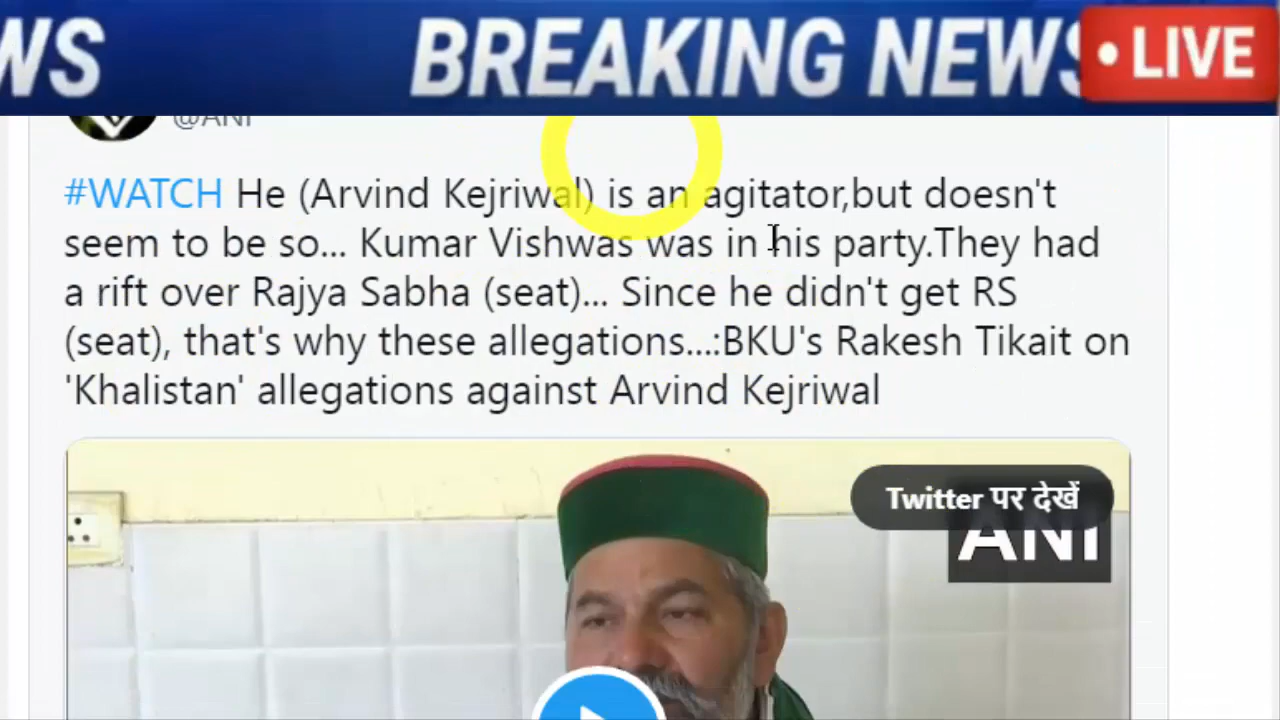 WS BREAKING NEWS • LIVE
@ANI
#WATCH He (Arvind Kejriwal) is an agitator,but doesn't
seem to be so... Kumar Vishwas was in his party.They had
a rift over Rajya Sabha (seat)... Since he didn't get RS
(seat), that's why these allegations...:BKU's Rakesh Tikait on
'Khalistan' allegations against Arvind Kejriwal
Twitter पर देखें
ANI